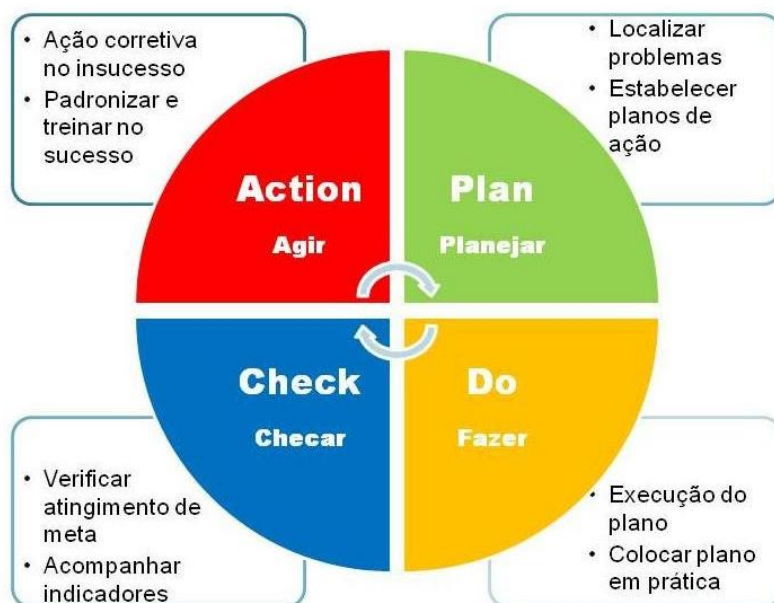 • Ação corretiva
no insucesso
• Padronizar e
treinar no
sucesso
• Localizar
problemas
• Estabelecer
planos de
ação
Action
Agir
Plan
Planejar
Check
Checar
Do
Fazer
• Verificar
atingimento de
meta
• Acompanhar
indicadores
• Execução do
plano
• Colocar plano
em prática